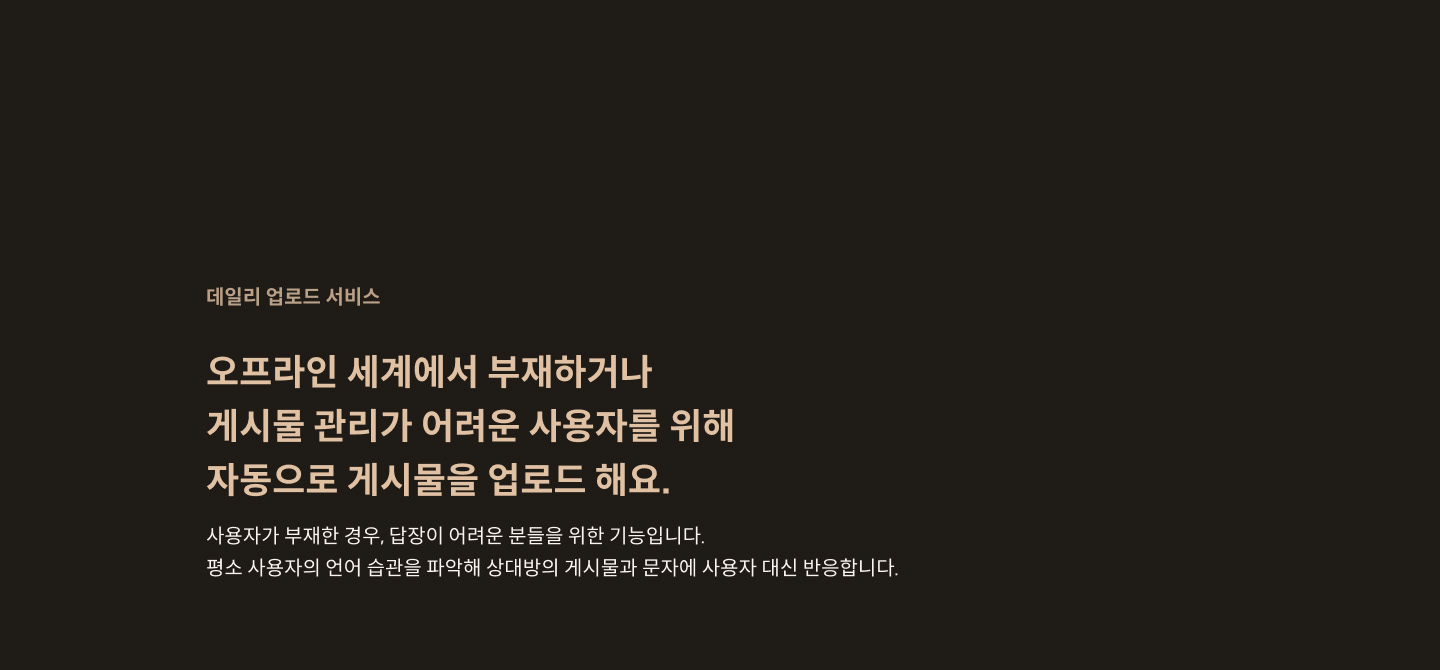 데일리 업로드 서비스
오프라인 세계에서 부재하거나
게시물 관리가 어려운 사용자를 위해
자동으로 게시물을 업로드 해요.
사용자가 부재한 경우, 답장이 어려운 분들을 위한 기능입니다.
평소 사용자의 언어 습관을 파악해 상대방의 게시물과 문자에 사용자 대신 반응합니다.